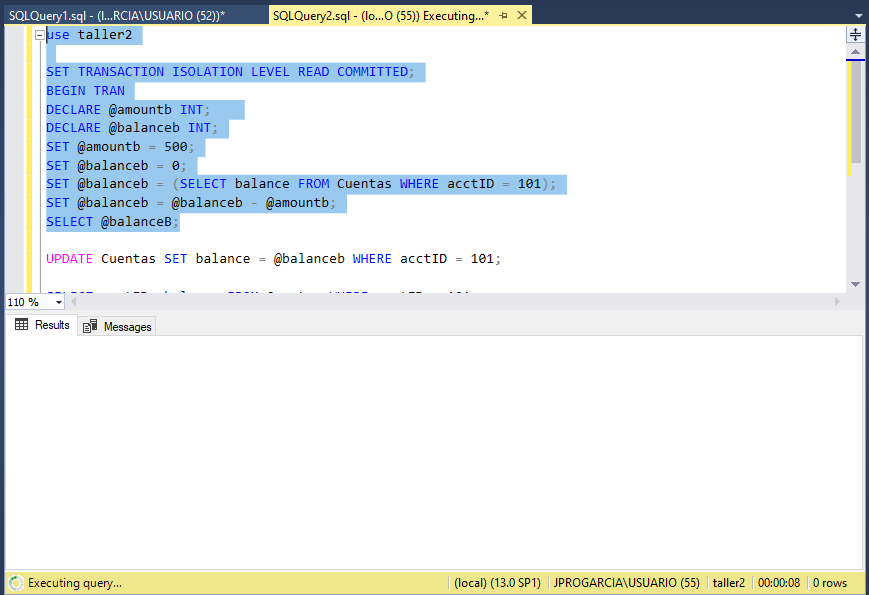 SQLQuery1.sql - (l...RCIA\USUARIO (52))*
SQLQuery2.sql - (lo...O (55)) Executing...*
use taller2
SET TRANSACTION ISOLATION LEVEL READ COMMITTED;
BEGIN TRAN
DECLARE @amountb INT;
DECLARE @balanceb INT;
SET @amountb = 500;
SET @balanceb = 0;
SET @balanceb = (SELECT balance FROM Cuentas WHERE acctID = 101);
SET @balanceb = @balanceb - @amountb;
SELECT @balanceB;
UPDATE Cuentas SET balance = @balanceb WHERE acctID = 101;
110 %
Results
Messages
Executing query...
(local) (13.0 SP1)
JPROGARCIA\USUARIO (55)
taller2
00:00:08
0 rows